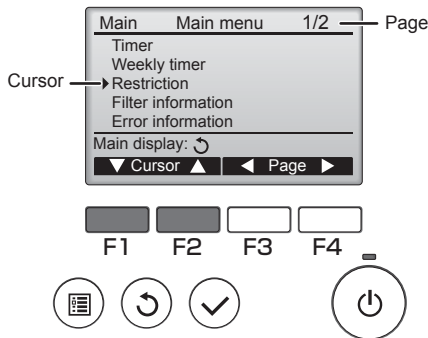 Main Main menu 1/2 Page
Timer
Weekly timer
Cursor Restriction
Filter information
Error information
Main display:
Cursor Page
F1 F2 F3 F4